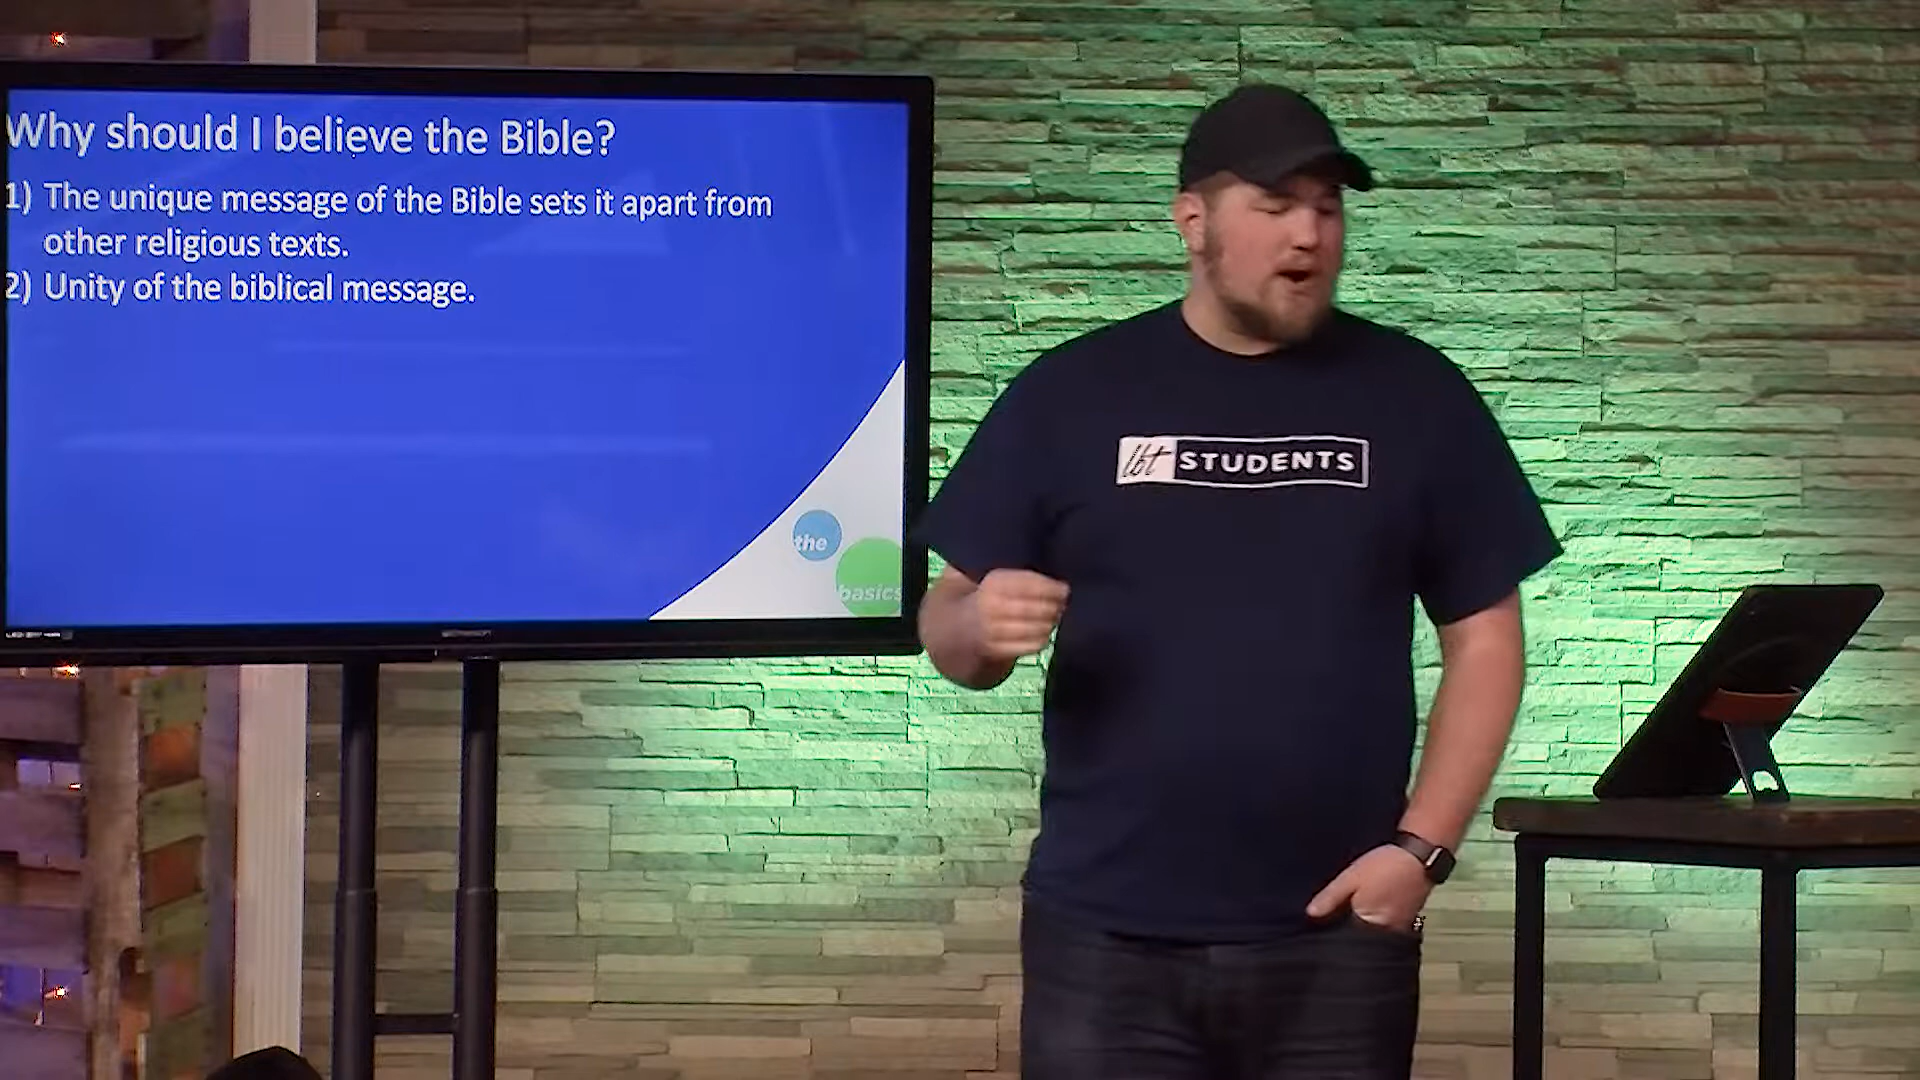 Why should I believe the Bible?
1) The unique message of the Bible sets it apart from
other religious texts.
2) Unity of the biblical message.
the
basics
lbt STUDENTS